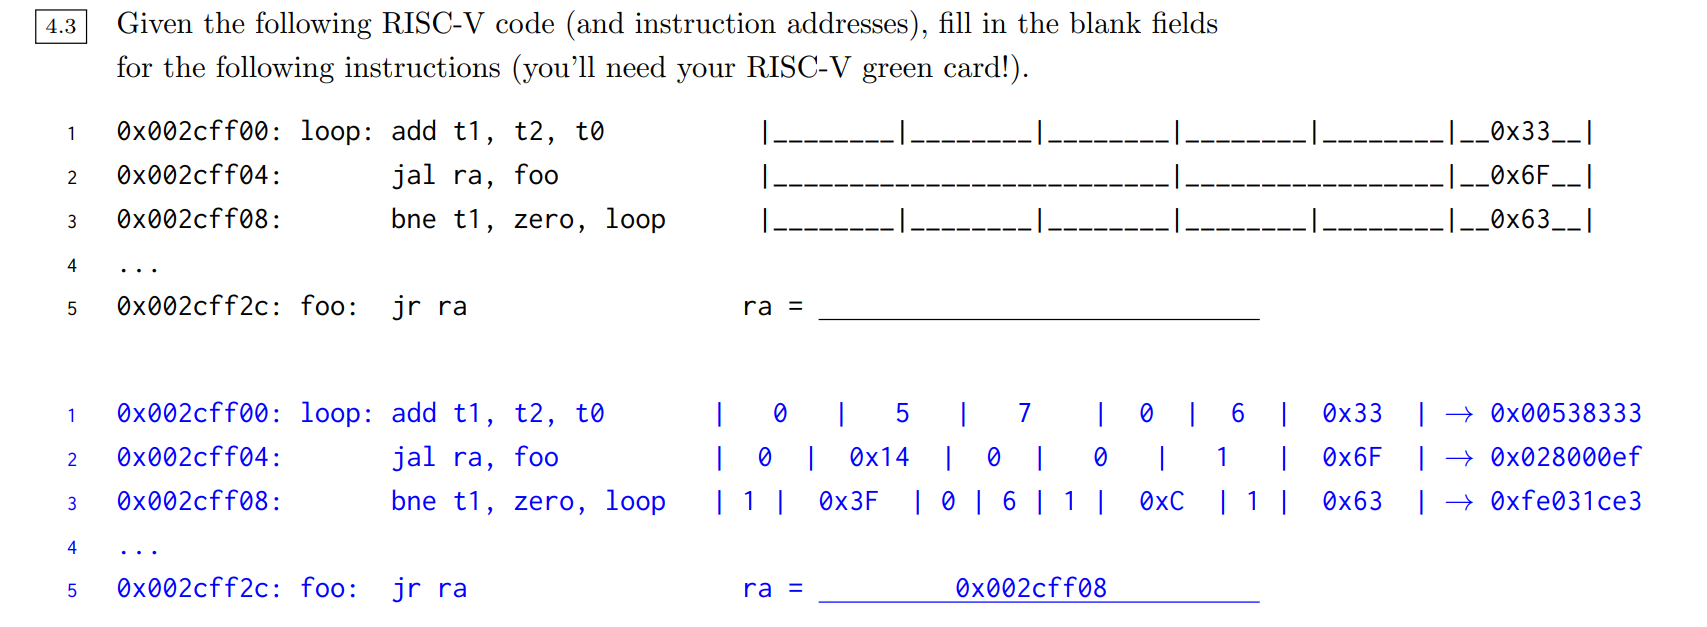 4.3 Given the following RISC-V code (and instruction addresses), fill in the blank fields
for the following instructions (you'll need your RISC-V green card!).
1 0x002cff00: loop: add t1, t2, t0 |________|________|________|________|________|__0x33__|
2 0x002cff04: jal ra, foo |__________________________|_________________|__0x6F__|
3 0x002cff08: bne t1, zero, loop |________|________|________|________|________|__0x63__|
4 ...
5 0x002cff2c: foo: jr ra ra = ____________________________
1 0x002cff00: loop: add t1, t2, t0 | 0 | 5 | 7 | 0 | 6 | 0x33 | → 0x00538333
2 0x002cff04: jal ra, foo | 0 | 0x14 | 0 | 0 | 1 | 0x6F | → 0x028000ef
3 0x002cff08: bne t1, zero, loop | 1 | 0x3F | 0 | 6 | 1 | 0xC | 1 | 0x63 | → 0xfe031ce3
4 ...
5 0x002cff2c: foo: jr ra ra = 0x002cff08